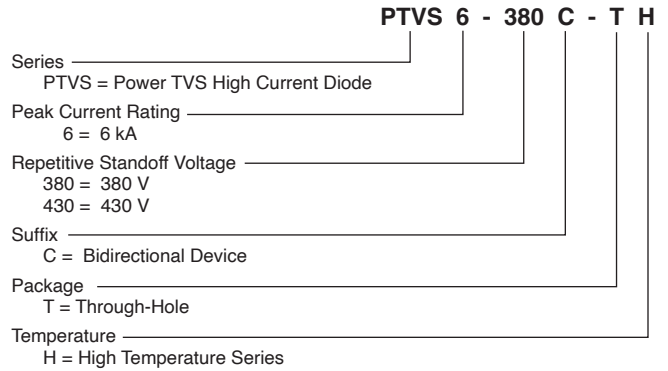 PTVS 6 - 380 C - T H
Series
PTVS = Power TVS High Current Diode
Peak Current Rating
6 = 6 kA
Repetitive Standoff Voltage
380 = 380 V
430 = 430 V
Suffix
C = Bidirectional Device
Package
T = Through-Hole
Temperature
H = High Temperature Series